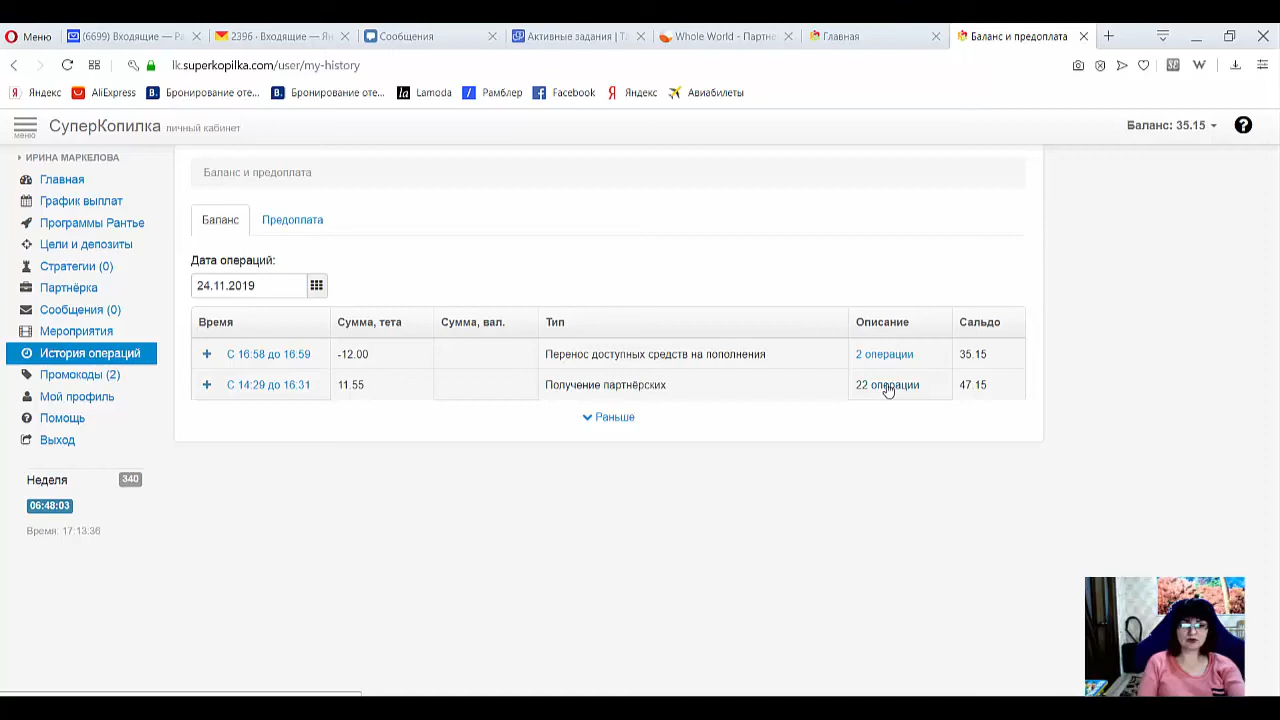 Меню
(6699) Входящие — Ра
2396 · Входящие — Ян
Сообщения
Активные задания | Та
Whole World - Партне
Главная
Баланс и предоплата
lk.superkopilka.com/user/my-history
Яндекс
AliExpress
Бронирование оте...
Бронирование оте...
Lamoda
Рамблер
Facebook
Яндекс
Авиабилеты
меню
СуперКопилка личный кабинет
Баланс: 35.15
ИРИНА МАРКЕЛОВА
Главная
График выплат
Программы Рантье
Цели и депозиты
Стратегии (0)
Партнёрка
Сообщения (0)
Мероприятия
История операций
Промокоды (2)
Мой профиль
Помощь
Выход
Неделя 340
06:48:03
Время: 17:13:36
Баланс и предоплата
Баланс Предоплата
Дата операций:
24.11.2019
Время Сумма, тета Сумма, вал. Тип Описание Сальдо
С 16:58 до 16:59 -12.00 Перенос доступных средств на пополнения 2 операции 35.15
С 14:29 до 16:31 11.55 Получение партнёрских 22 операции 47.15
Раньше